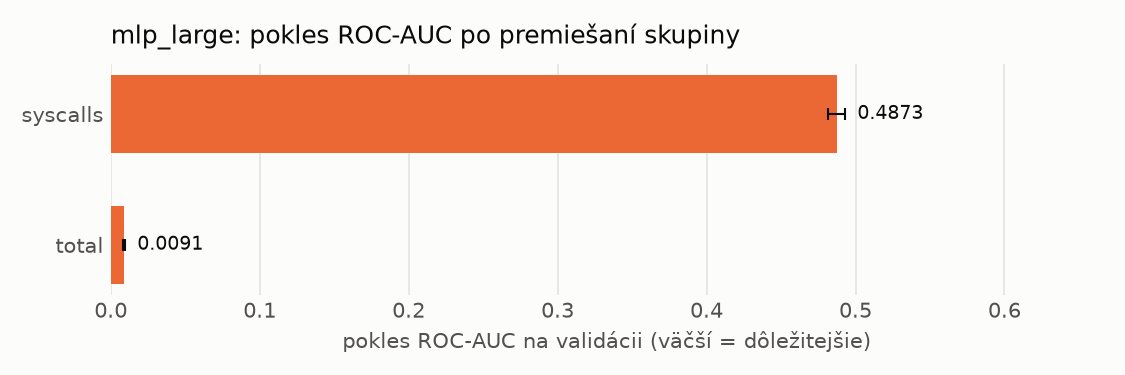 mlp_large: pokles ROC-AUC po premiešaní skupiny
syscalls
0.4873
total
0.0091
0.0 0.1 0.2 0.3 0.4 0.5 0.6
pokles ROC-AUC na validácii (väčší = dôležitejšie)